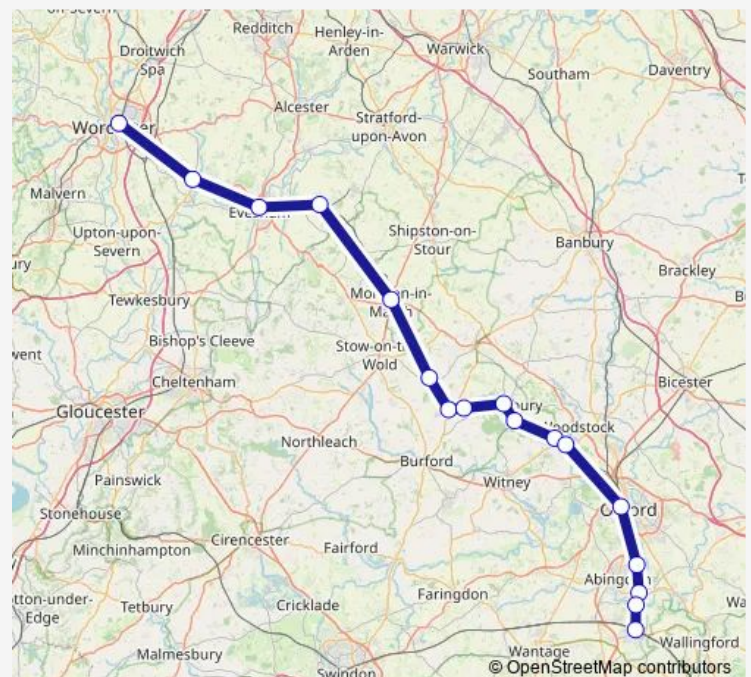 Redditch
Henley-in-
Arden
Droitwich
Spa
Warwick
Southam
Daventry
Alcester
Stratford-
upon-Avon
Malvern
Upton-upon-
Severn
Shipston-on-
Stour
Banbury
Brackley
Tewkesbury
Bishop's Cleeve
Cheltenham
Bicester
Gloucester
Northleach
Burford
Witney
Painswick
Stonehouse
Minchinhampton
Cirencester
Fairford
Faringdon
Edge
Tetbury
Cricklade
Malmesbury
Swindon
Wantage
Wallingford
© OpenStreetMap contributors